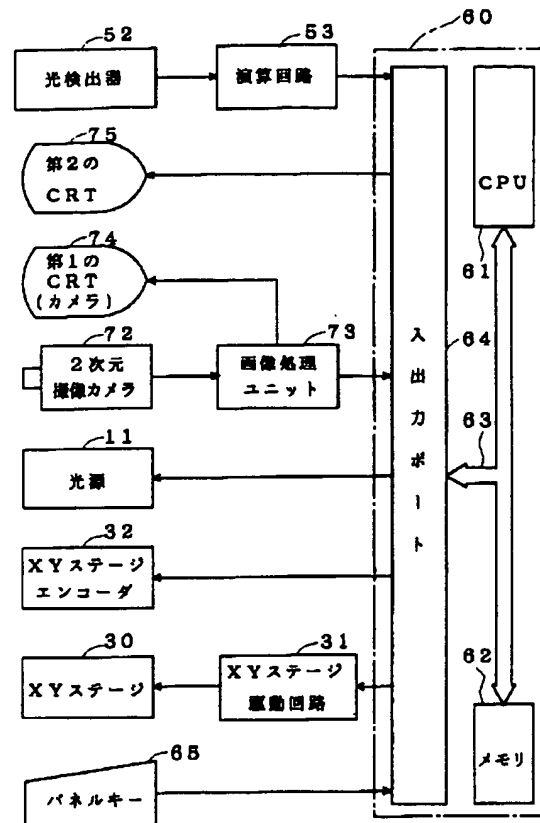 60
52
53
光検出器
演算回路
75
第2の
CRT
CPU
61
74
第1の
CRT
(カメラ)
64
72
73
2次元
撮像カメラ
画像処理
ユニット
入出力ポート
63
11
光源
32
XYステージ
エンコーダ
31
30
XYステージ
XYステージ
駆動回路
62
メモリ
65
パネルキー